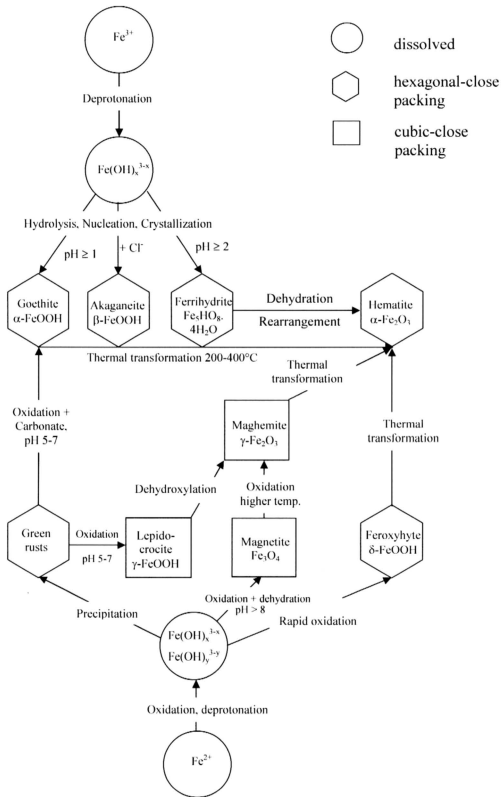 Fe³⁺
dissolved
hexagonal-close
packing
cubic-close
packing
Deprotonation
Fe(OH)ₓ³⁻ˣ
Hydrolysis, Nucleation, Crystallization
pH ≥ 1
+ Cl⁻
pH ≥ 2
Goethite
α-FeOOH
Akaganeite
β-FeOOH
Ferrihydrite
Fe₅HO₈·
4H₂O
Dehydration
Rearrangement
Hematite
α-Fe₂O₃
Thermal transformation 200-400°C
Thermal
transformation
Oxidation +
Carbonate,
pH 5-7
Maghemite
γ-Fe₂O₃
Thermal
transformation
Dehydroxylation
Oxidation
higher temp.
Green
rusts
Oxidation
pH 5-7
Lepido-
crocite
γ-FeOOH
Magnetite
Fe₃O₄
Feroxyhyte
δ-FeOOH
Precipitation
Oxidation + dehydration
pH > 8
Rapid oxidation
Fe(OH)ₓ³⁻ˣ
Fe(OH)ᵧ³⁻ʸ
Oxidation, deprotonation
Fe²⁺